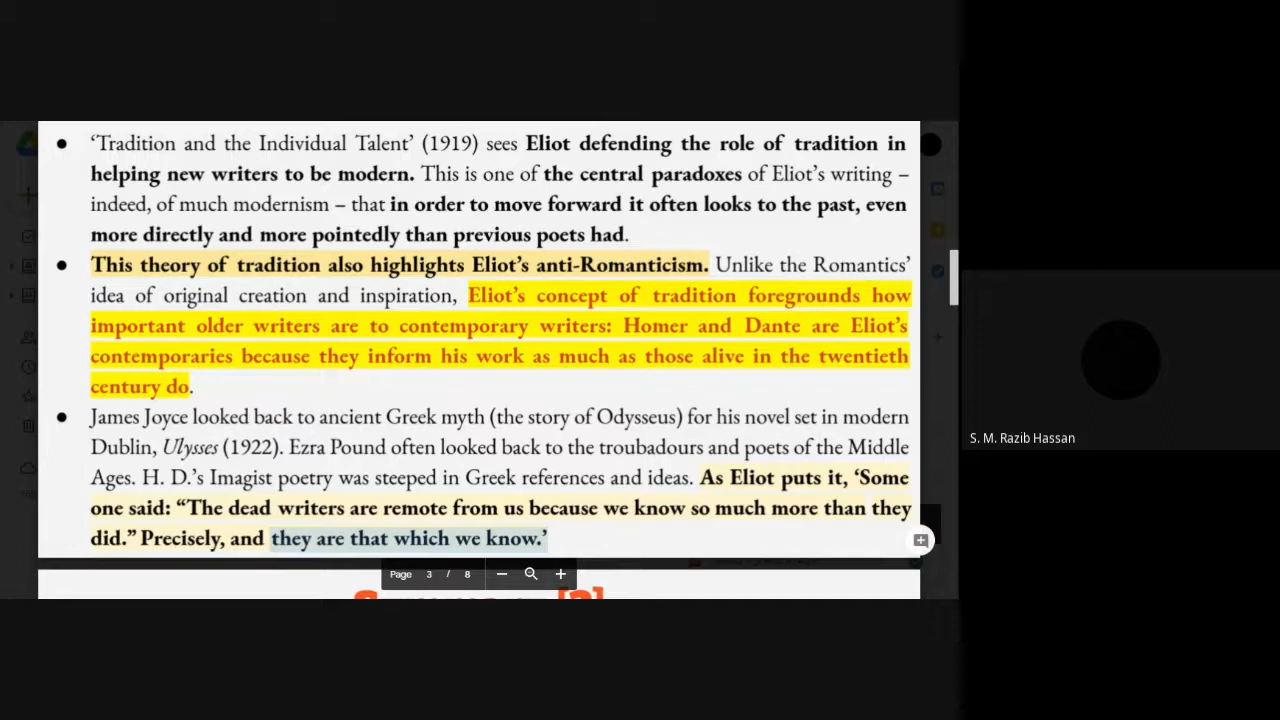 ● ‘Tradition and the Individual Talent’ (1919) sees Eliot defending the role of tradition in
helping new writers to be modern. This is one of the central paradoxes of Eliot’s writing –
indeed, of much modernism – that in order to move forward it often looks to the past, even
more directly and more pointedly than previous poets had.
● This theory of tradition also highlights Eliot’s anti-Romanticism. Unlike the Romantics’
idea of original creation and inspiration, Eliot’s concept of tradition foregrounds how
important older writers are to contemporary writers: Homer and Dante are Eliot’s
contemporaries because they inform his work as much as those alive in the twentieth
century do.
● James Joyce looked back to ancient Greek myth (the story of Odysseus) for his novel set in modern
Dublin, Ulysses (1922). Ezra Pound often looked back to the troubadours and poets of the Middle
Ages. H. D.’s Imagist poetry was steeped in Greek references and ideas. As Eliot puts it, ‘Some
one said: “The dead writers are remote from us because we know so much more than they
did.” Precisely, and they are that which we know.’
Page 3 / 8
S. M. Razib Hassan